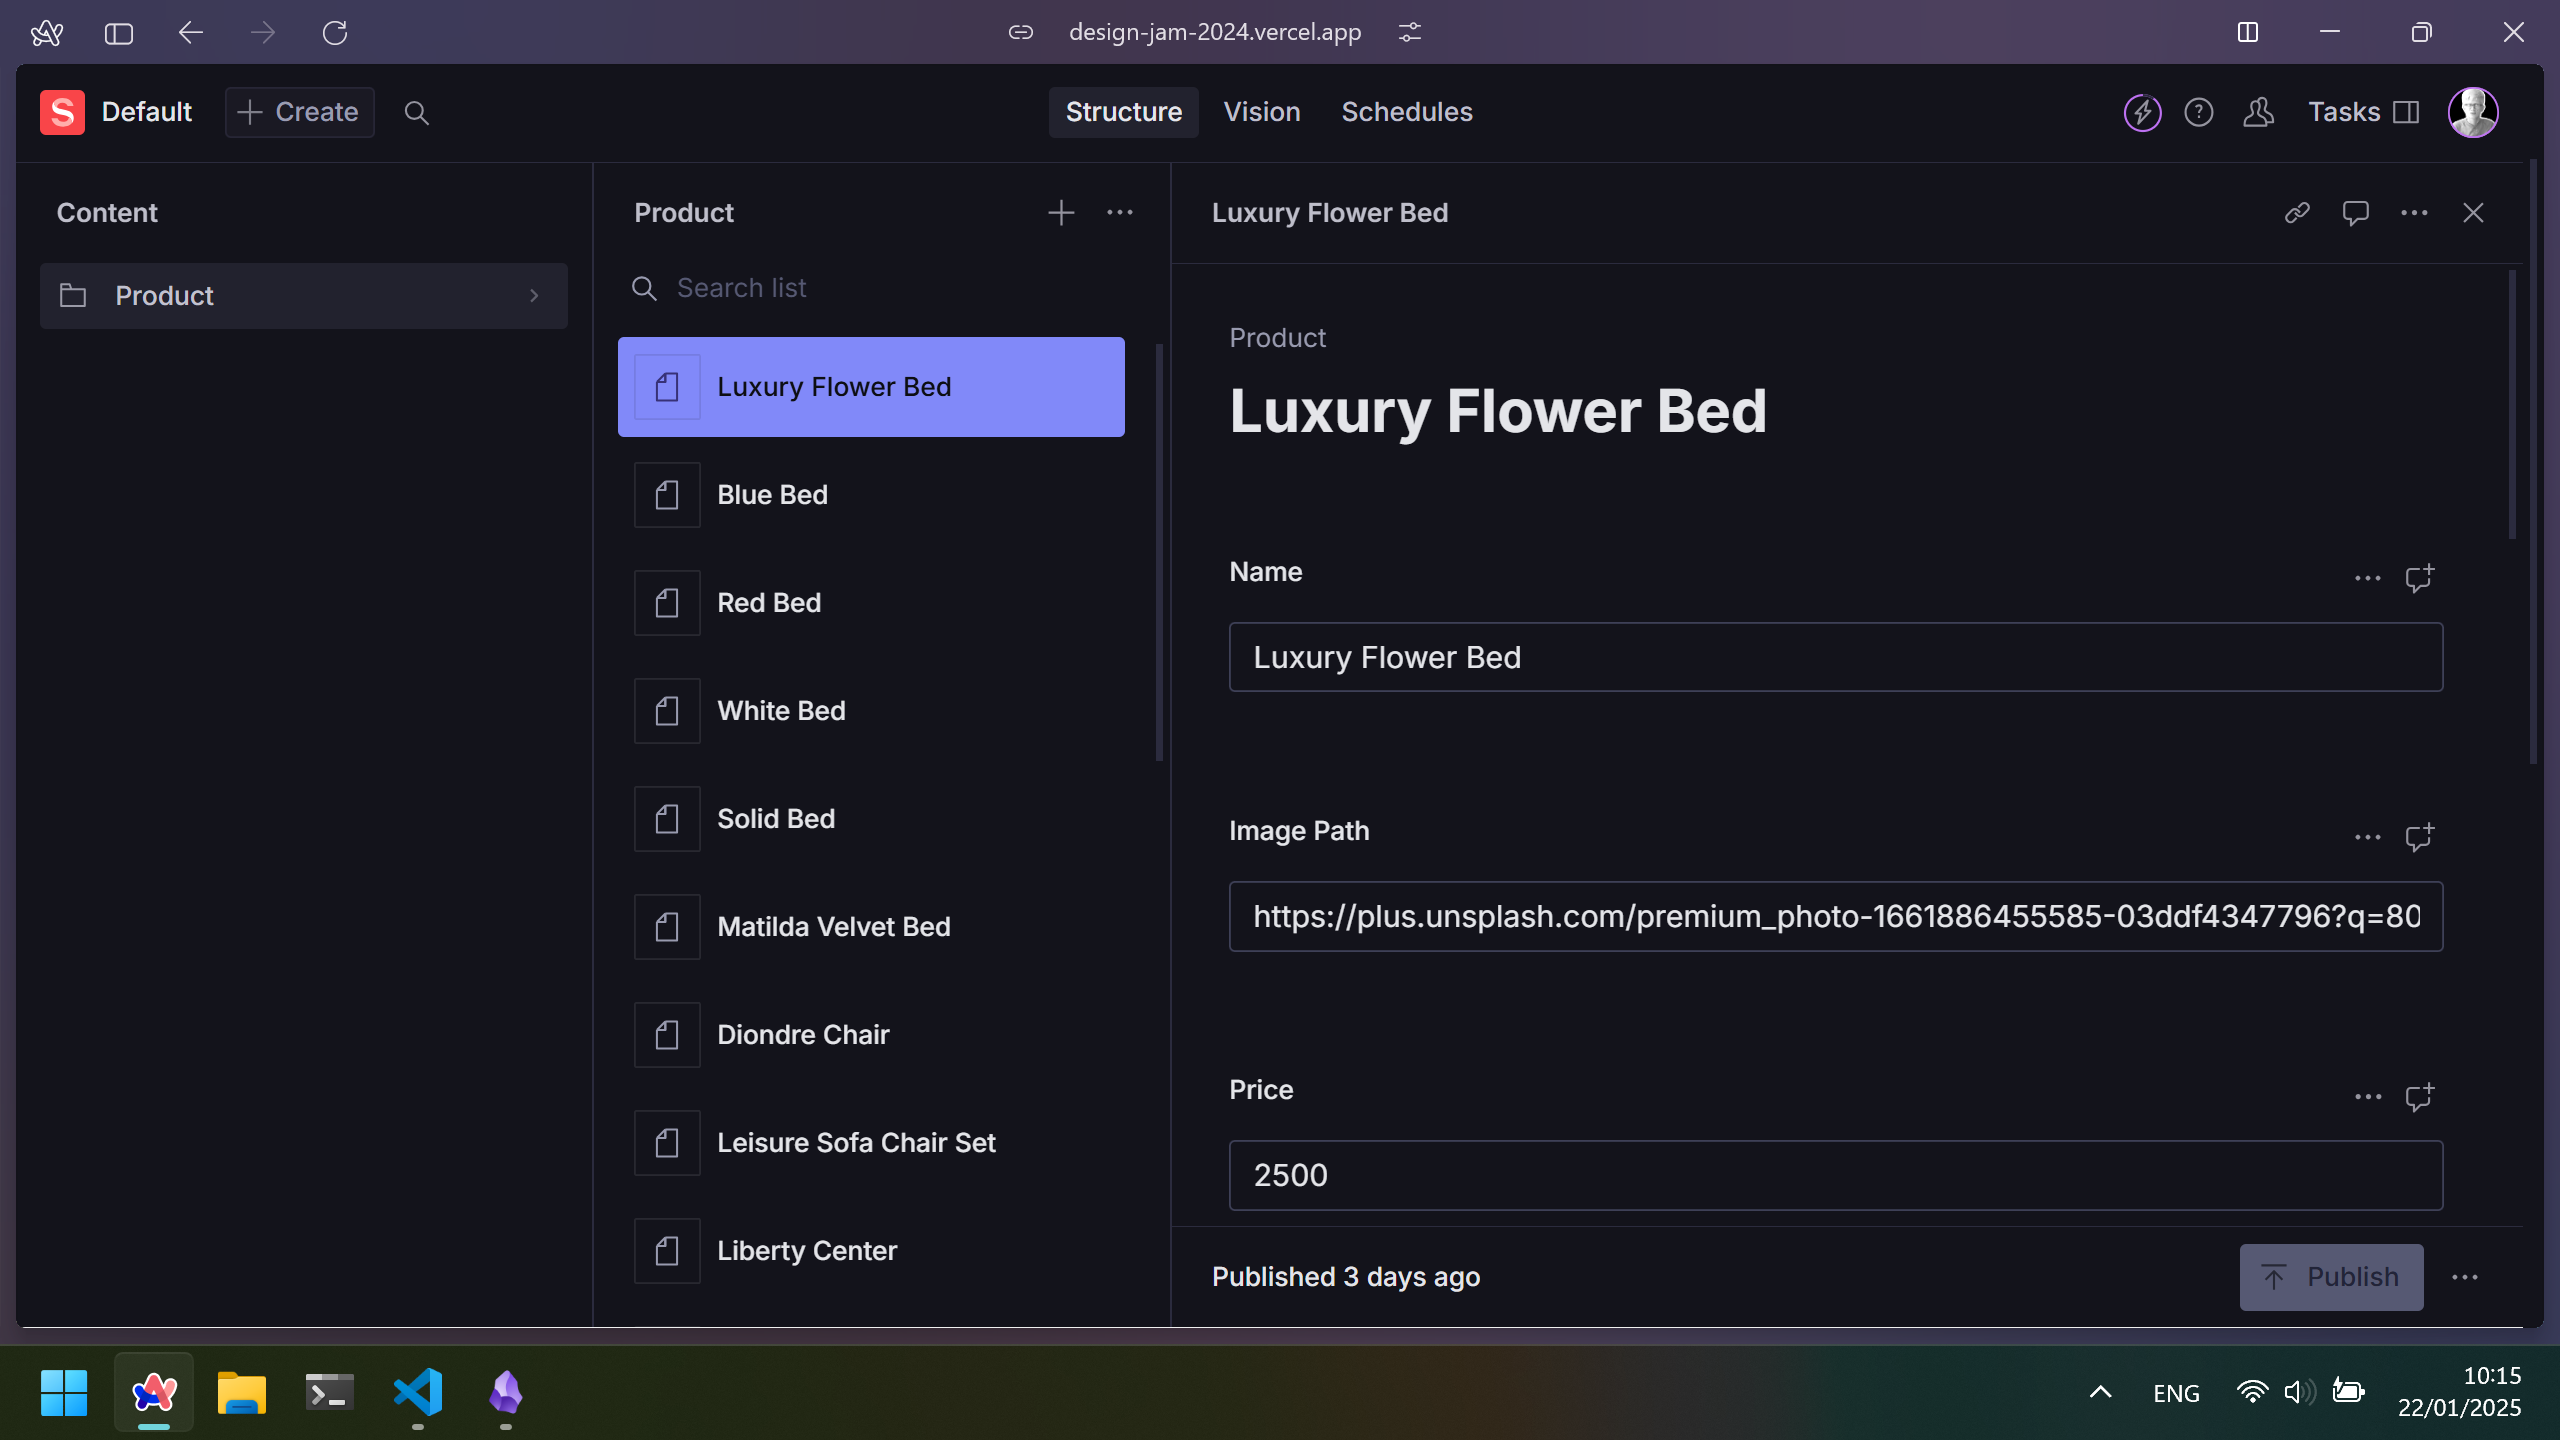 design-jam-2024.vercel.app
S Default
Create
Structure
Vision
Schedules
Tasks
Content
Product
Product
Search list
Luxury Flower Bed
Blue Bed
Red Bed
White Bed
Solid Bed
Matilda Velvet Bed
Diondre Chair
Leisure Sofa Chair Set
Liberty Center
Luxury Flower Bed
Product
Luxury Flower Bed
Name
Luxury Flower Bed
Image Path
https://plus.unsplash.com/premium_photo-1661886455585-03ddf4347796?q=80
Price
2500
Published 3 days ago
Publish
ENG
10:15
22/01/2025